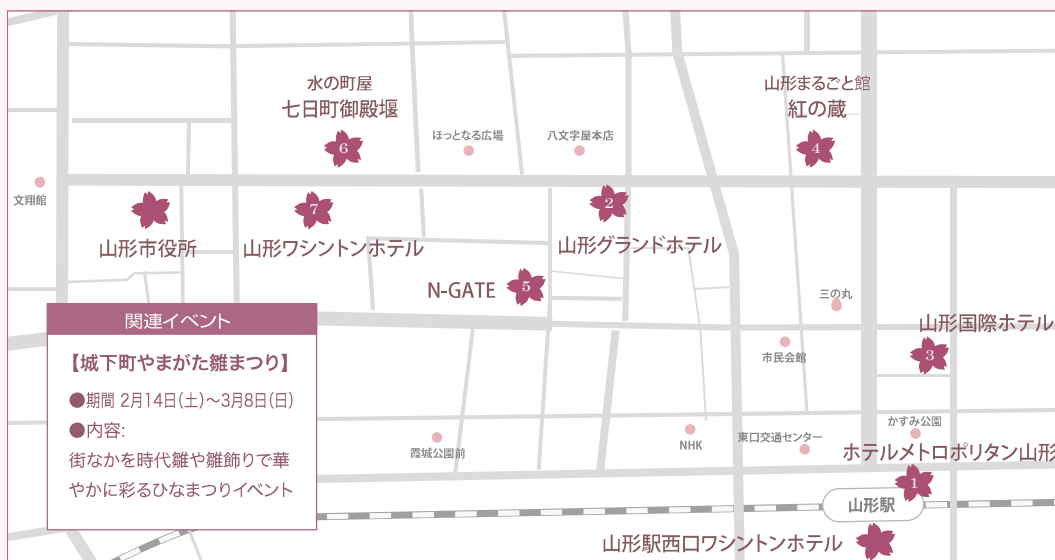 水の町屋
七日町御殿堰
6
ほっとなる広場
八文字屋本店
山形まるごと館
紅の蔵
4
文翔館
山形市役所
7
山形ワシントンホテル
2
山形グランドホテル
N-GATE
5
三の丸
山形国際ホテル
3
市民会館
関連イベント
【城下町やまがた雛まつり】
●期間 2月14日(土)～3月8日(日)
●内容:
街なかを時代雛や雛飾りで華
やかに彩るひなまつりイベント
霞城公園前
NHK
東口交通センター
かすみ公園
ホテルメトロポリタン山形
1
山形駅
山形駅西口ワシントンホテル